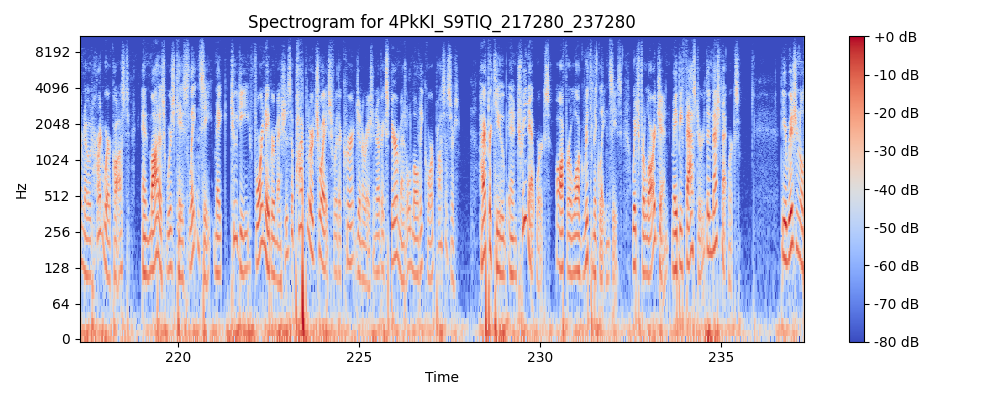 Spectrogram for 4PkKI_S9TIQ_217280_237280
Hz
8192
4096
2048
1024
512
256
128
64
0
220
225
230
235
Time
+0 dB
-10 dB
-20 dB
-30 dB
-40 dB
-50 dB
-60 dB
-70 dB
-80 dB